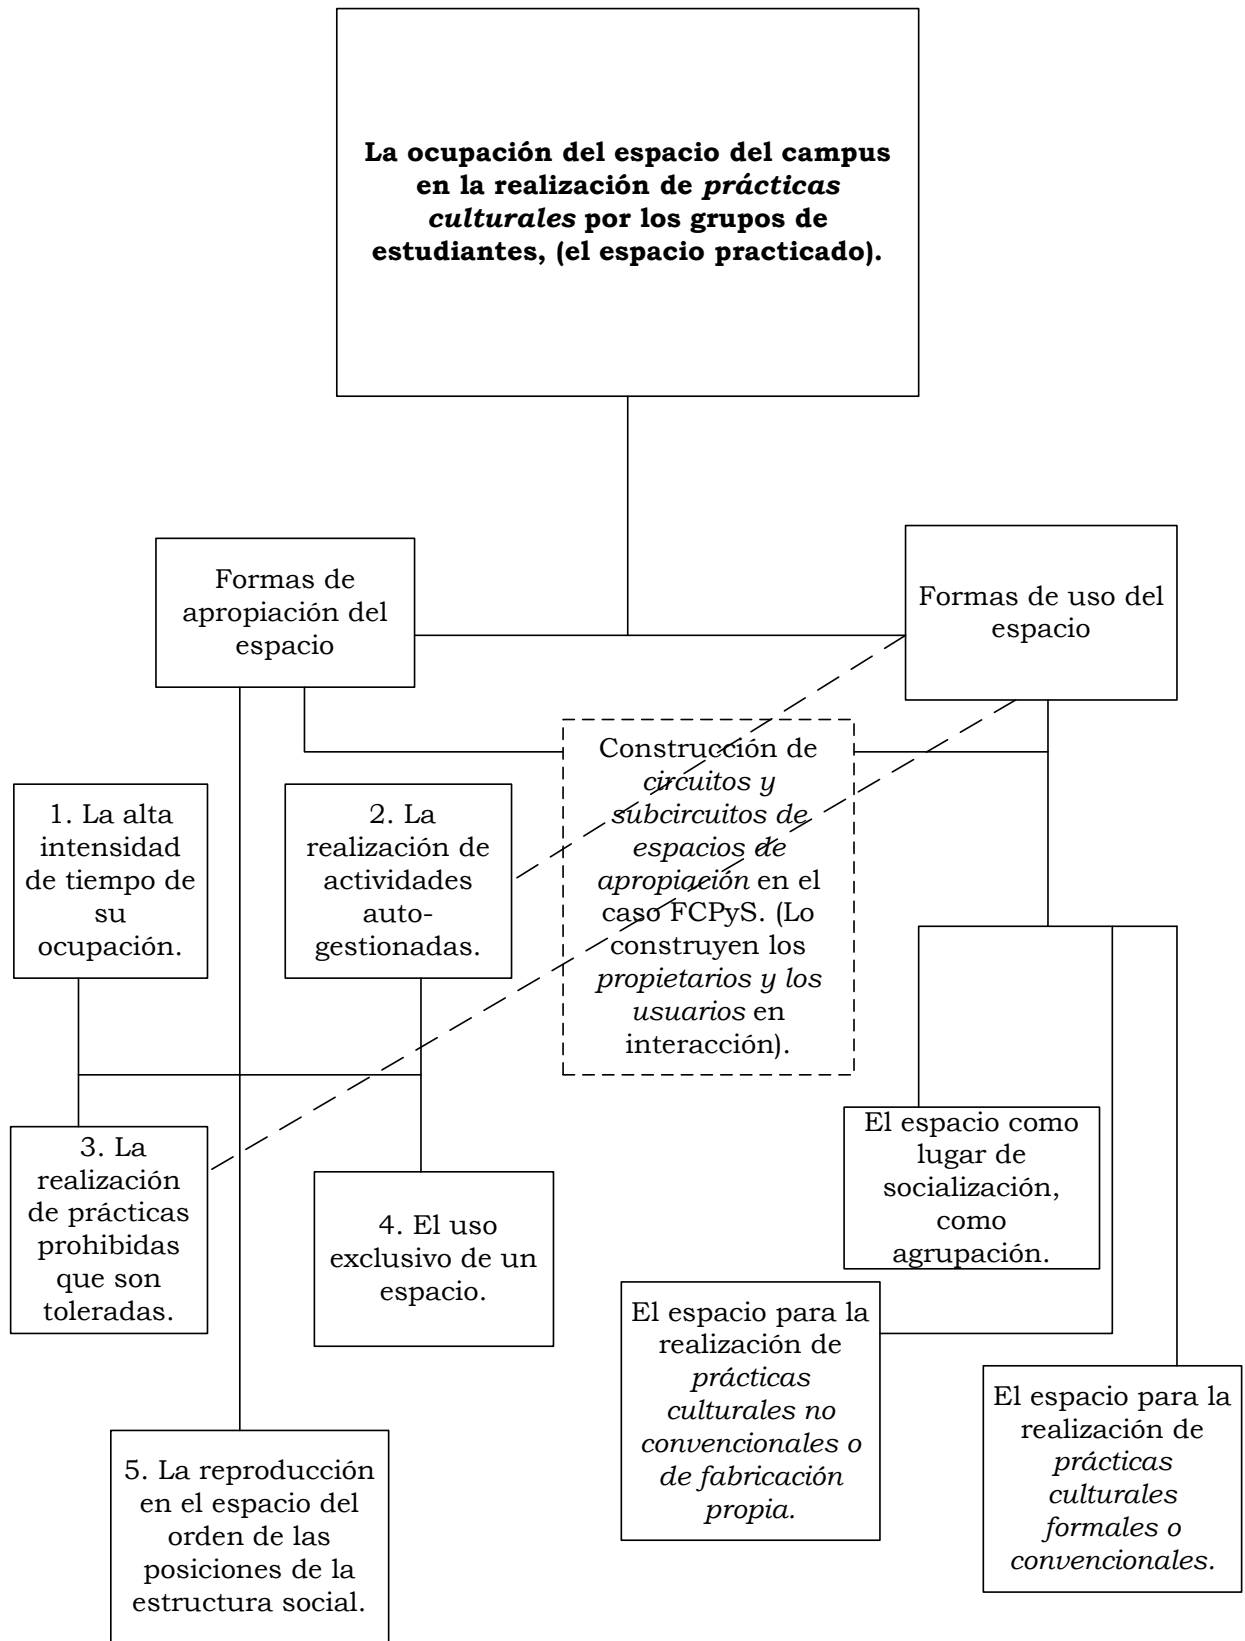 La ocupación del espacio del campus
en la realización de prácticas
culturales por los grupos de
estudiantes, (el espacio practicado).
Formas de
apropiación del
espacio
Formas de uso del
espacio
Construcción de
circuitos y
subcircuitos de
espacios de
apropiación en el
caso FCPyS. (Lo
construyen los
propietarios y los
usuarios en
interacción).
1. La alta
intensidad
de tiempo de
su
ocupación.
2. La
realización de
actividades
auto-
gestionadas.
3. La
realización
de prácticas
prohibidas
que son
toleradas.
4. El uso
exclusivo de un
espacio.
El espacio como
lugar de
socialización,
como
agrupación.
El espacio para la
realización de
prácticas
culturales no
convencionales o
de fabricación
propia.
El espacio para la
realización de
prácticas
culturales
formales o
convencionales.
5. La reproducción
en el espacio del
orden de las
posiciones de la
estructura social.